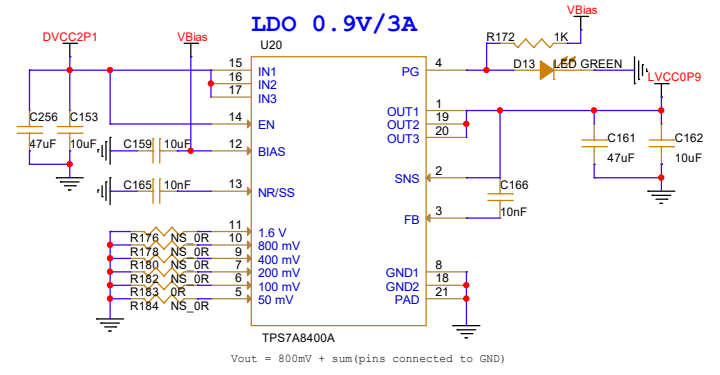 LDO 0.9V/3A
VBias
DVCC2P1
VBias
U20
R172
1K
15
IN1
16
IN2
17
IN3
PG
4
D13
LED GREEN
LVCC0P9
OUT1
1
OUT2
19
OUT3
20
14
EN
C256
47uF
C153
10uF
C159
10uF
12
BIAS
C161
47uF
C162
10uF
C165
10nF
13
NR/SS
SNS
2
C166
10nF
FB
3
11
1.6 V
R176
NS_0R
10
800 mV
R178
NS_0R
9
400 mV
R180
NS_0R
7
200 mV
R182
NS_0R
6
100 mV
R183
0R
5
50 mV
R184
NS_0R
GND1
8
GND2
18
PAD
21
TPS7A8400A
Vout = 800mV + sum(pins connected to GND)